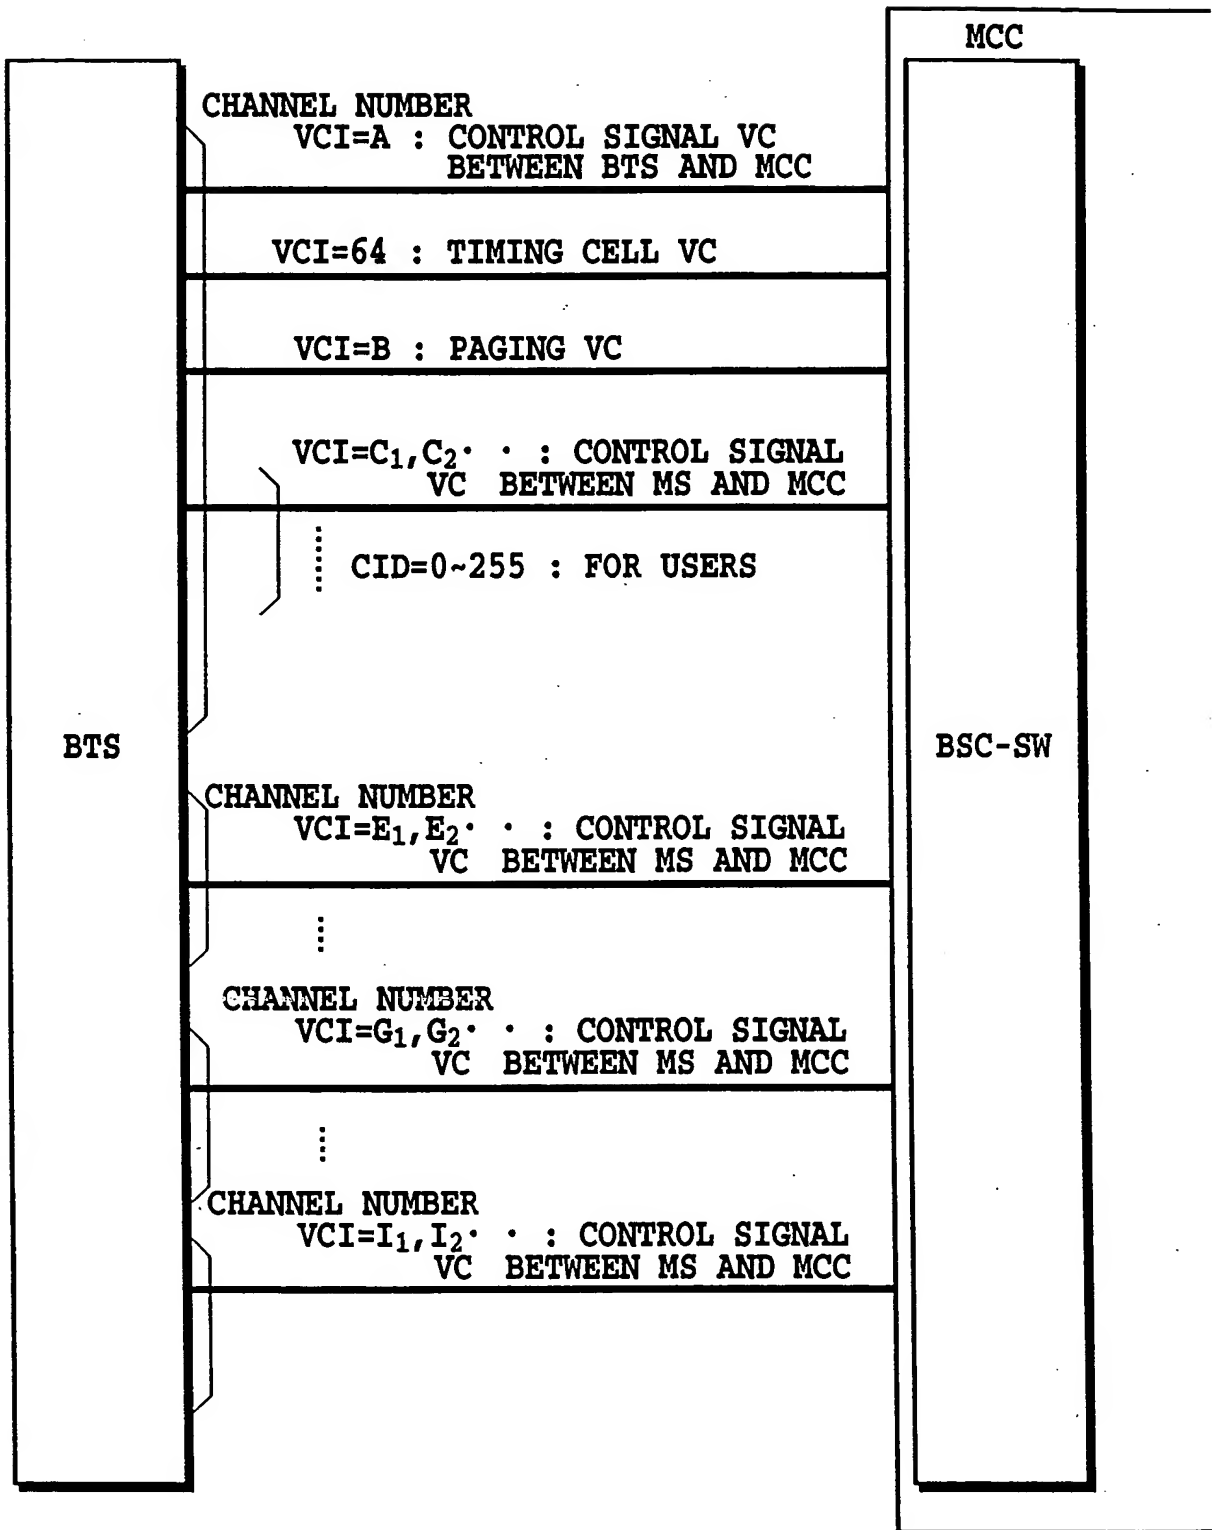 MCC
CHANNEL NUMBER
VCI=A : CONTROL SIGNAL VC
BETWEEN BTS AND MCC
VCI=64 : TIMING CELL VC
VCI=B : PAGING VC
VCI=C₁,C₂· · : CONTROL SIGNAL
VC BETWEEN MS AND MCC
CID=0~255 : FOR USERS
BTS
BSC-SW
CHANNEL NUMBER
VCI=E₁,E₂· · : CONTROL SIGNAL
VC BETWEEN MS AND MCC
CHANNEL NUMBER
VCI=G₁,G₂· · : CONTROL SIGNAL
VC BETWEEN MS AND MCC
CHANNEL NUMBER
VCI=I₁,I₂· · : CONTROL SIGNAL
VC BETWEEN MS AND MCC